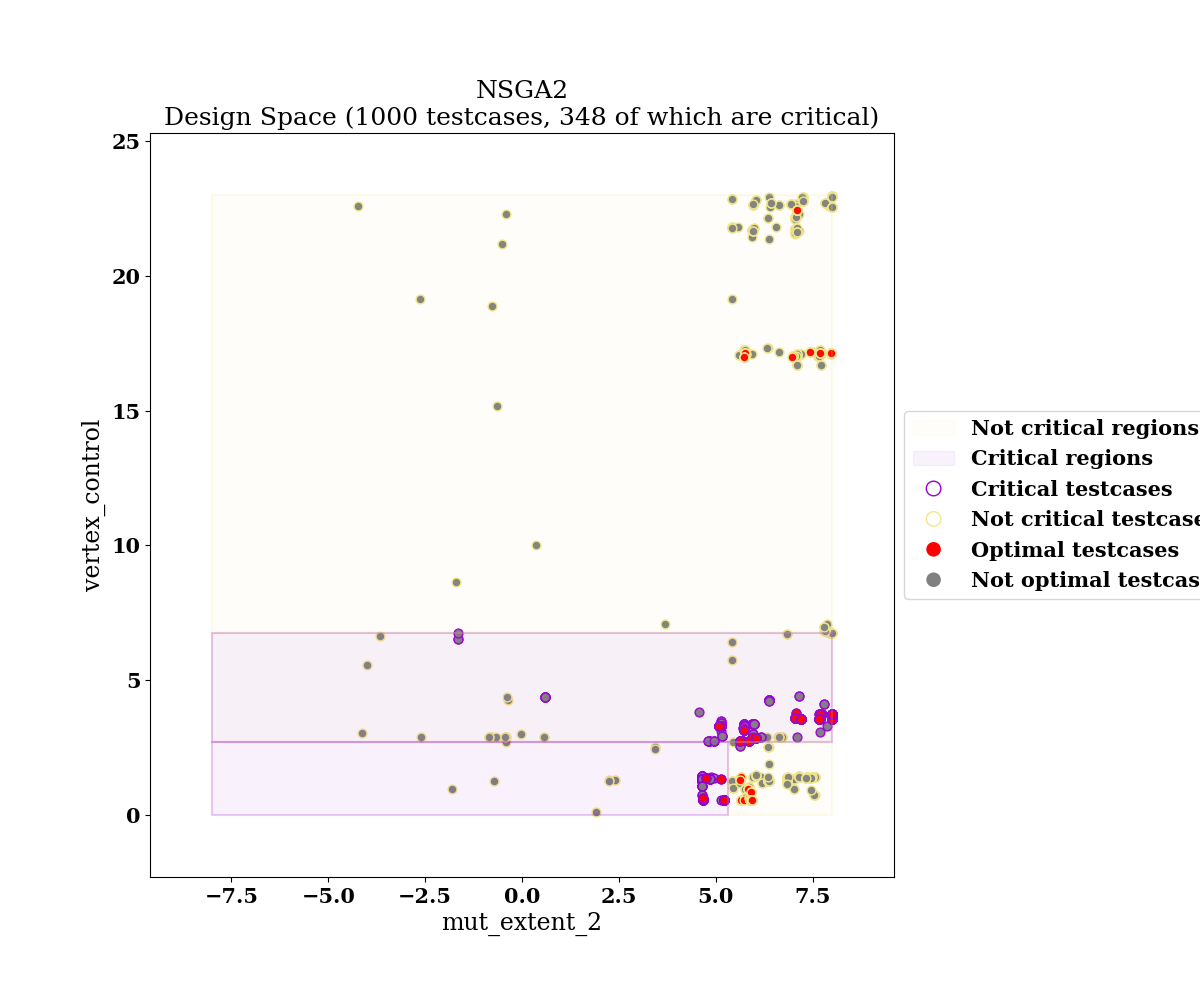 NSGA2
Design Space (1000 testcases, 348 of which are critical)
25
20
15
10
5
0
vertex_control
−7.5
−5.0
−2.5
0.0
2.5
5.0
7.5
mut_extent_2
Not critical regions
Critical regions
Critical testcases
Not critical testcase
Optimal testcases
Not optimal testcas